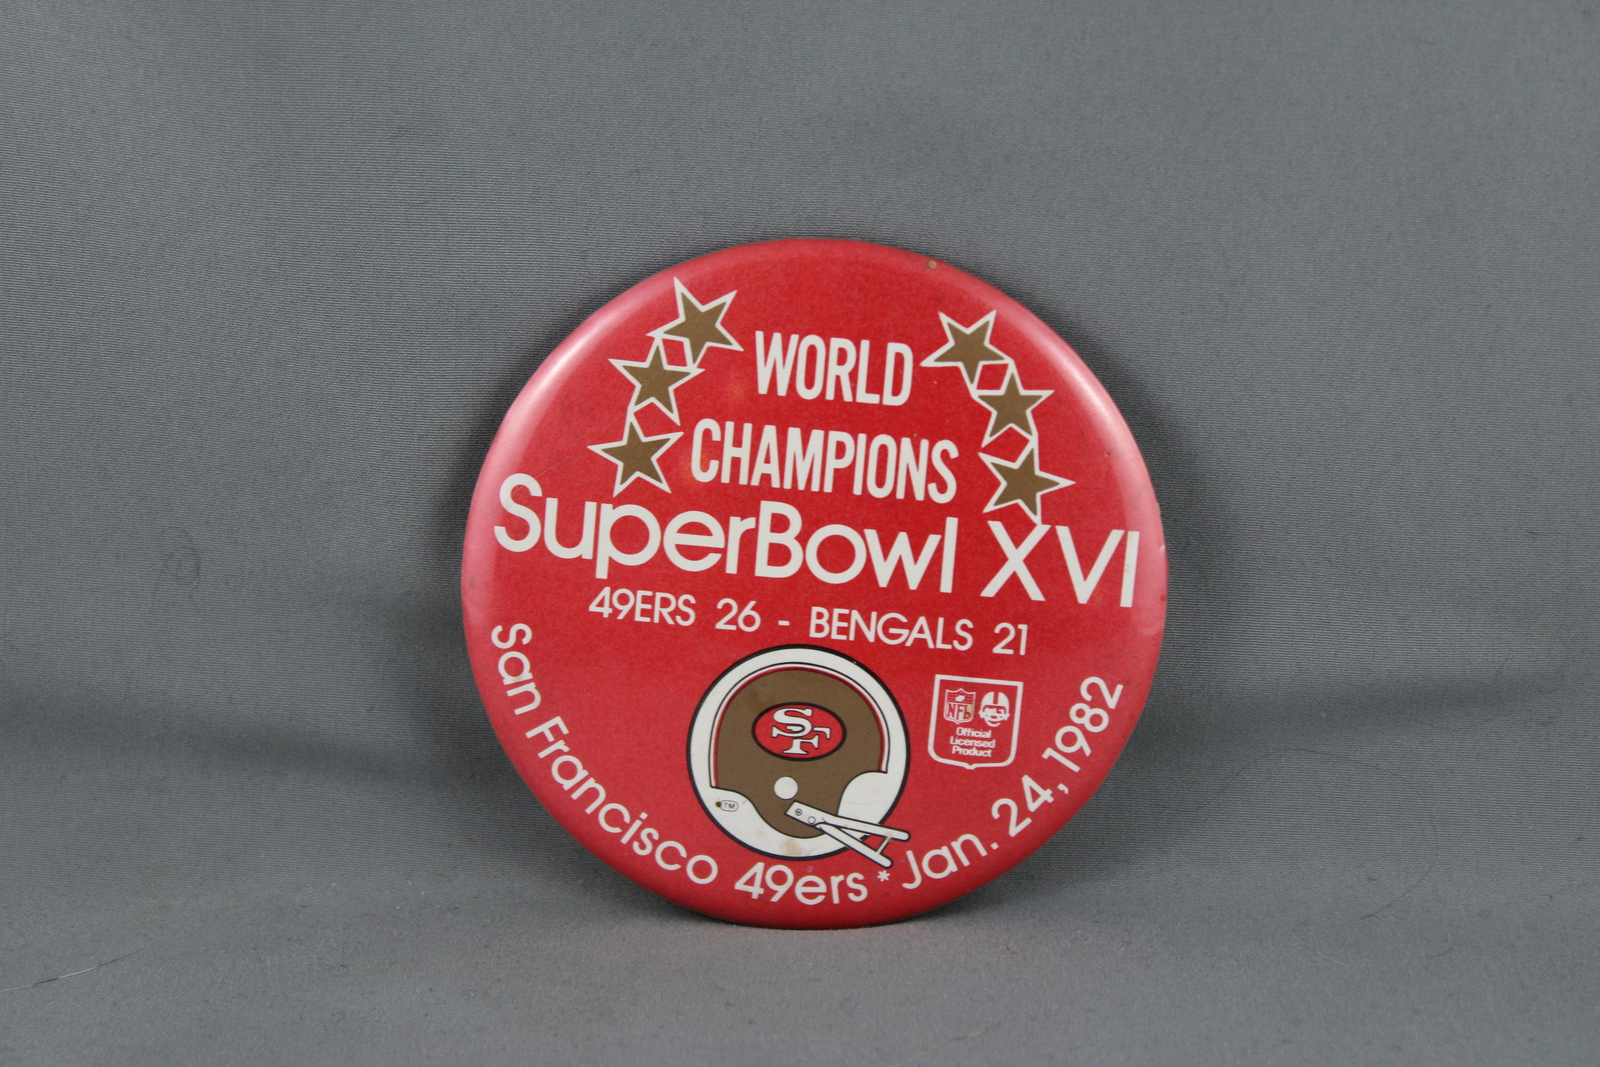 WORLD
CHAMPIONS
SuperBowl XVI
49ERS 26 - BENGALS 21
SF
TM
NFL
Official
Licensed
Product
San Francisco 49ers * Jan. 24, 1982